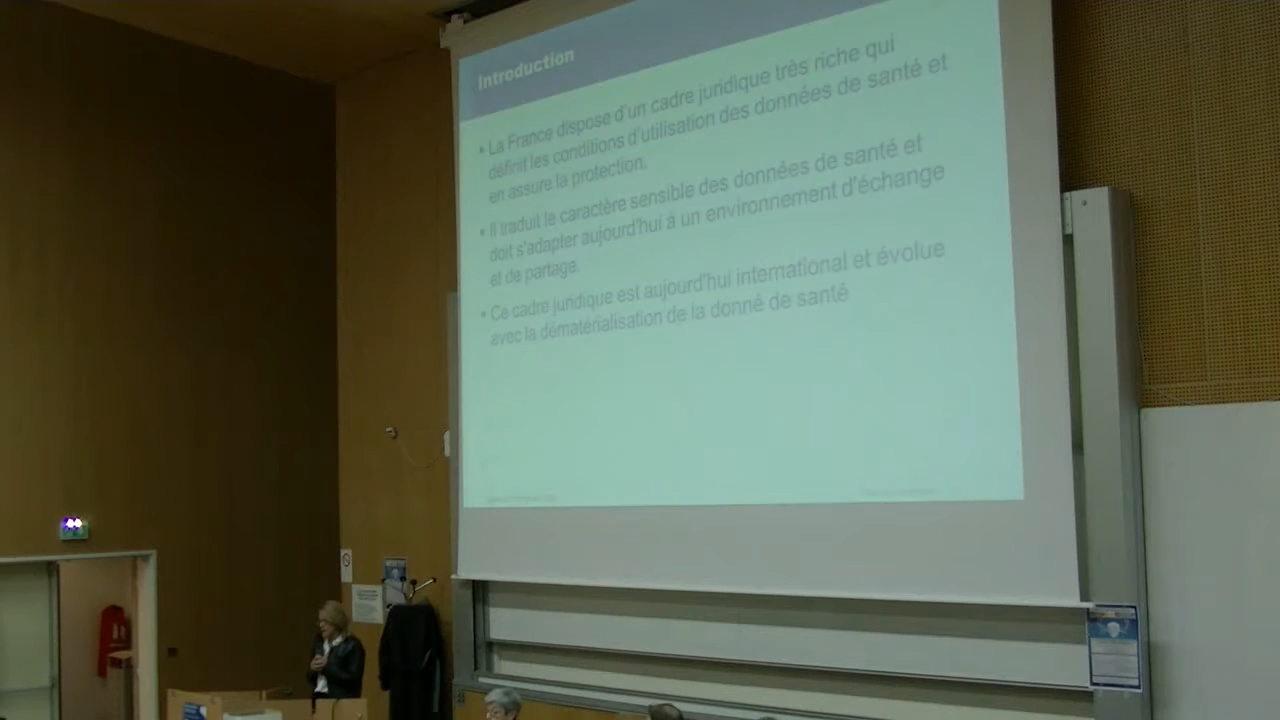 Introduction
• La France dispose d'un cadre juridique très riche qui
définit les conditions d'utilisation des données de santé et
en assure la protection.
• Il traduit le caractère sensible des données de santé et
doit s'adapter aujourd'hui à un environnement d'échange
et de partage.
• Ce cadre juridique est aujourd'hui international et évolue
avec la dématérialisation de la donné de santé